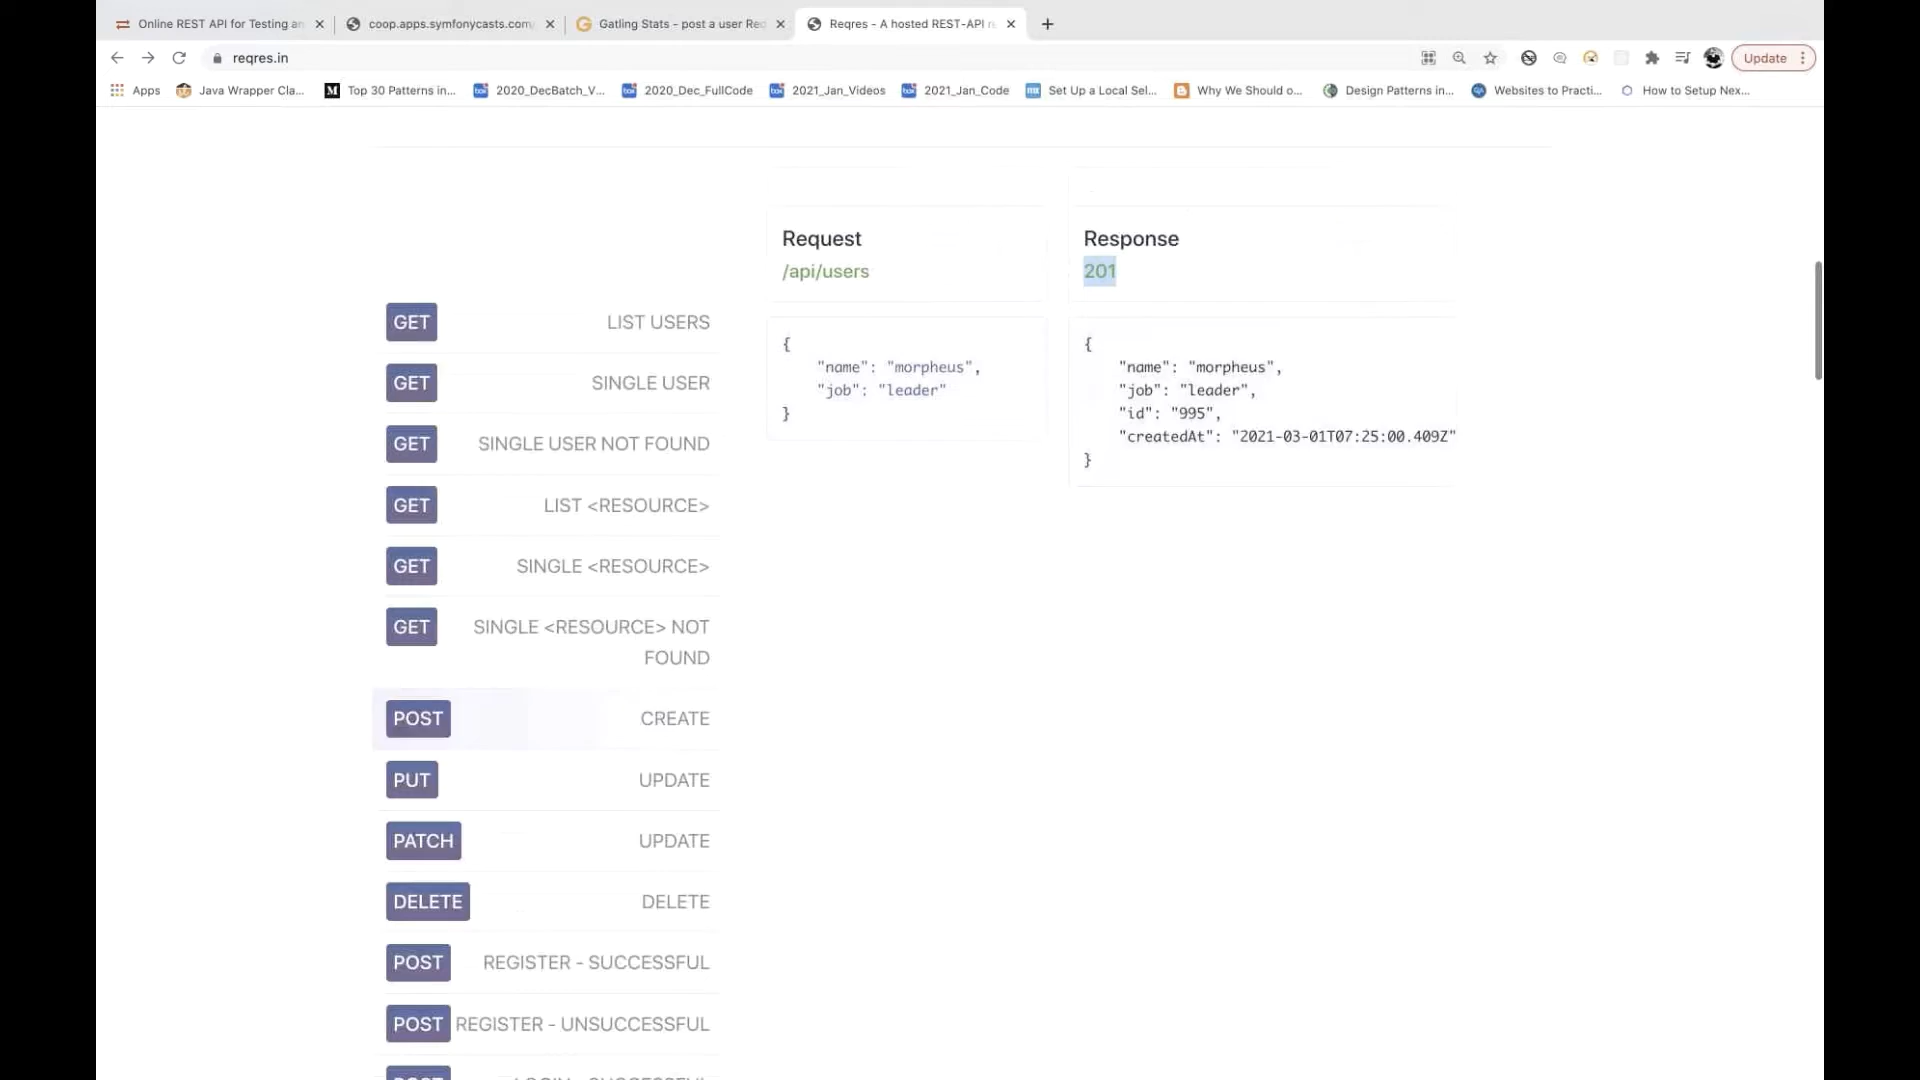 Online REST API for Testing an
coop.apps.symfonycasts.com/
Gatling Stats - post a user Req
Reqres - A hosted REST-API r
reqres.in
Update
Apps
Java Wrapper Cla...
Top 30 Patterns in...
2020_DecBatch_V...
2020_Dec_FullCode
2021_Jan_Videos
2021_Jan_Code
Set Up a Local Sel...
Why We Should o...
Design Patterns in...
Websites to Practi...
How to Setup Nex...
Request
/api/users
Response
201
{
"name": "morpheus",
"job": "leader"
}
{
"name": "morpheus",
"job": "leader",
"id": "995",
"createdAt": "2021-03-01T07:25:00.409Z"
}
GET LIST USERS
GET SINGLE USER
GET SINGLE USER NOT FOUND
GET LIST <RESOURCE>
GET SINGLE <RESOURCE>
GET SINGLE <RESOURCE> NOT
FOUND
POST CREATE
PUT UPDATE
PATCH UPDATE
DELETE DELETE
POST REGISTER - SUCCESSFUL
POST REGISTER - UNSUCCESSFUL